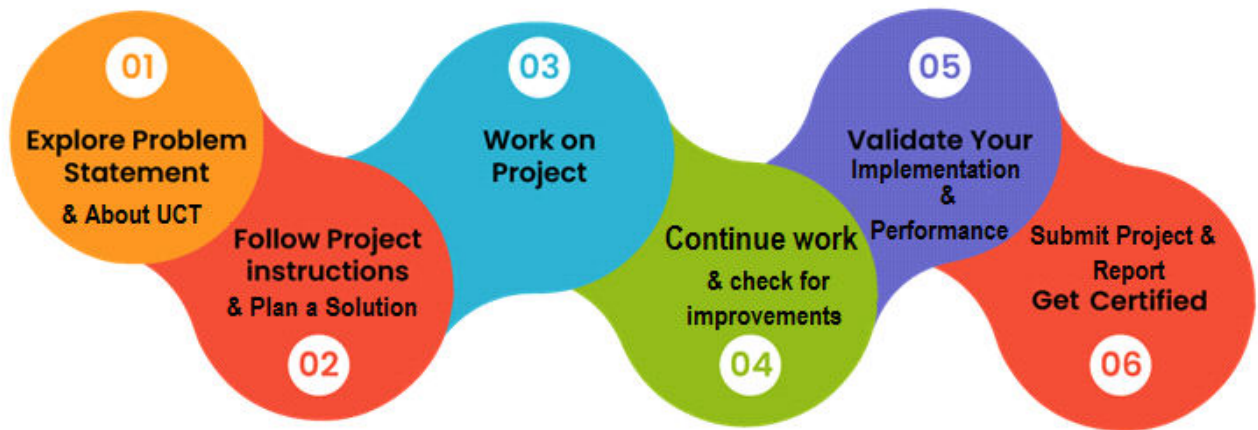 01
Explore Problem
Statement
& About UCT
Follow Project
instructions
& Plan a Solution
02
03
Work on
Project
Continue work
& check for
improvements
04
05
Validate Your
Implementation
&
Performance
Submit Project &
Report
Get Certified
06